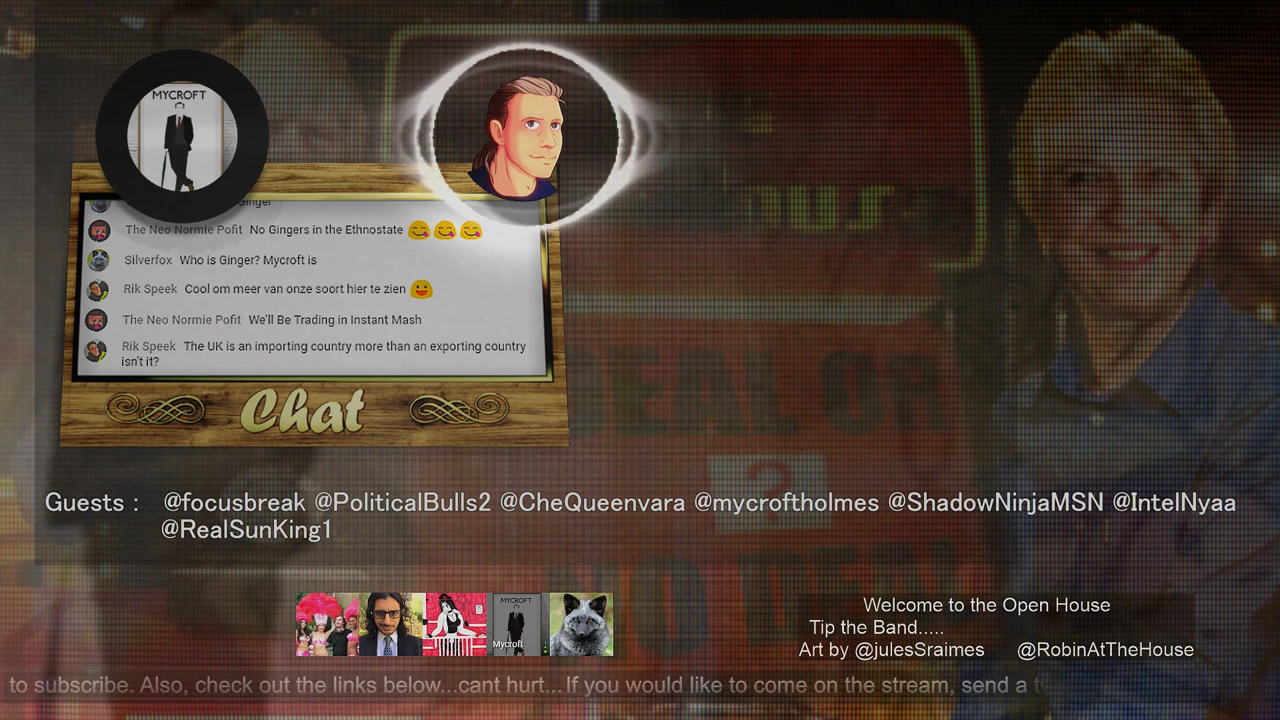 MYCROFT
Ginger
The Neo Normie Pofit No Gingers in the Ethnostate 😋 😋 😋
Silverfox Who is Ginger? Mycroft is
Rik Speek Cool om meer van onze soort hier te zien 😀
The Neo Normie Pofit We'll Be Trading in Instant Mash
Rik Speek The UK is an importing country more than an exporting country
isn't it?
Chat
DEAL OR
?
NO DEAL
Guests : @focusbreak @PoliticalBulls2 @CheQueenvara @mycroftholmes @ShadowNinjaMSN @IntelNyaa
@RealSunKing1
MYCROFT
Mycroft
Welcome to the Open House
Tip the Band.....
Art by @julesSraimes @RobinAtTheHouse
to subscribe. Also, check out the links below...cant hurt... If you would like to come on the stream, send a t